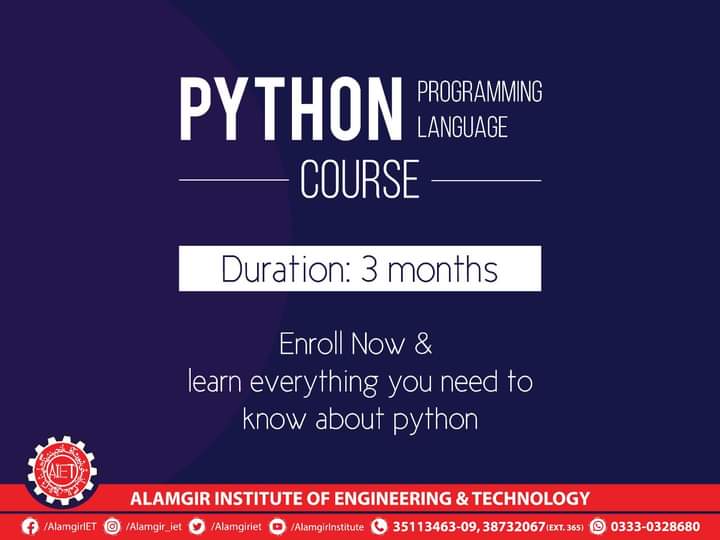 PYTHON PROGRAMMING
LANGUAGE
COURSE
Duration: 3 months
Enroll Now &
learn everything you need to
know about python
AIET
ALAMGIR INSTITUTE OF ENGINEERING & TECHNOLOGY
/AlamgirIET /Alamgir_iet /Alamgiriet /AlamgirInstitute 35113463-09, 38732067 (EXT. 365) 0333-0328680